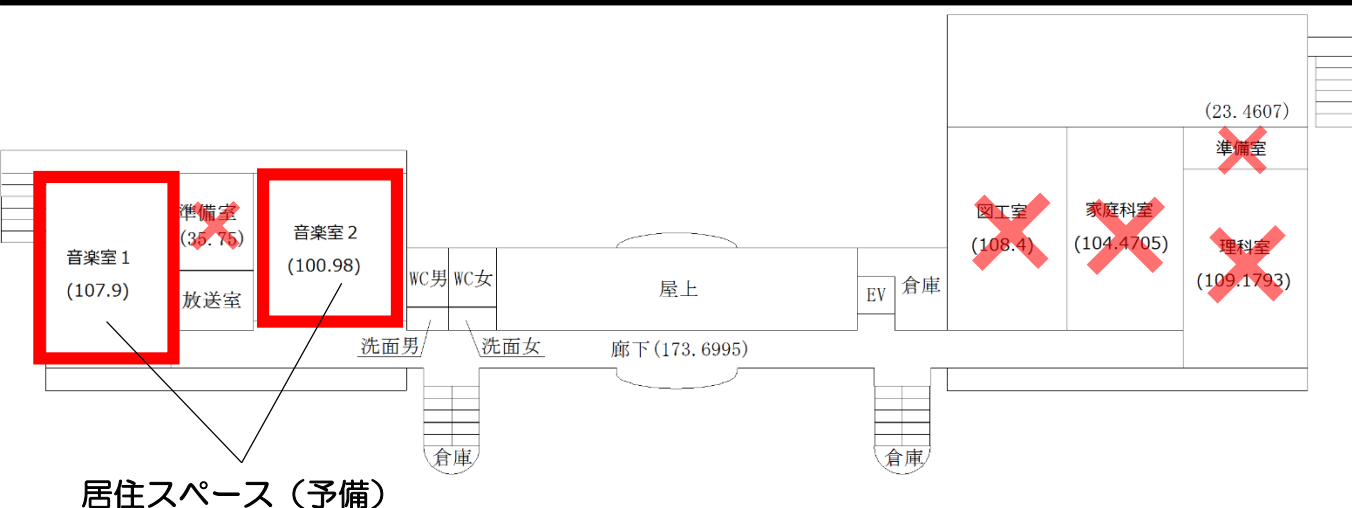 音楽室1
(107.9)
準備室
(35.75)
放送室
音楽室2
(100.98)
WC男
WC女
洗面男
洗面女
屋上
廊下(173.6995)
EV
倉庫
図工室
(108.4)
家庭科室
(104.4705)
(23.4607)
準備室
理科室
(109.1793)
倉庫
倉庫
居住スペース（予備）